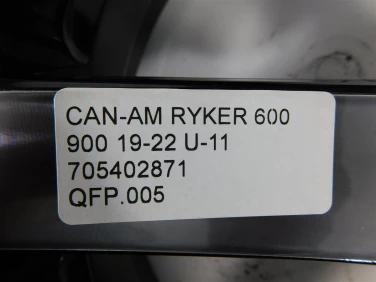 CAN-AM RYKER 600
900 19-22 U-11
705402871
QFP.005